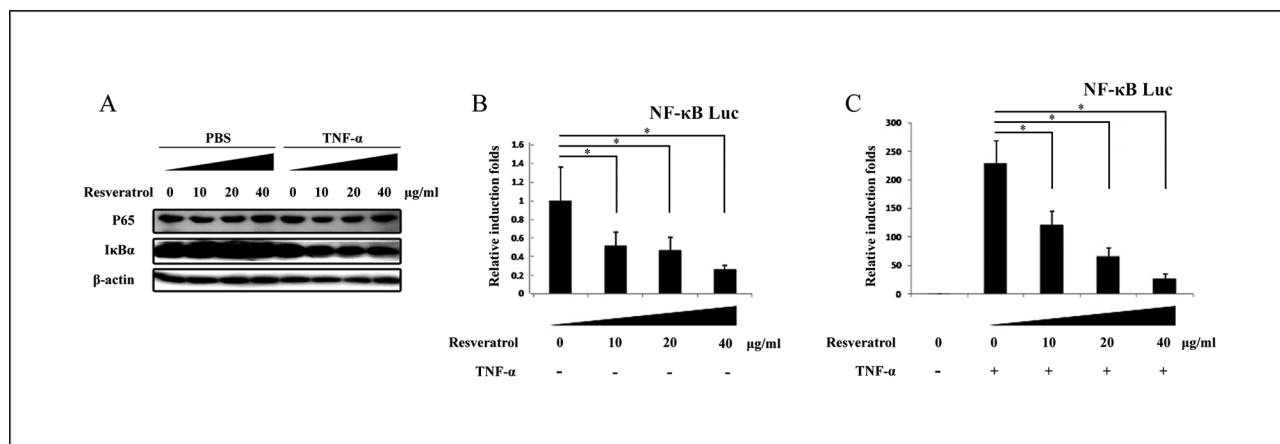 A
PBS TNF-α
Resveratrol 0 10 20 40 0 10 20 40 μg/ml
P65
IκBα
β-actin
B
NF-κB Luc
*
*
*
Relative induction folds
1.6
1.4
1.2
1
0.8
0.6
0.4
0.2
0
Resveratrol 0 10 20 40 μg/ml
TNF-α - - - -
C
NF-κB Luc
*
*
*
Relative induction folds
300
250
200
150
100
50
0
Resveratrol 0 0 10 20 40 μg/ml
TNF-α - + + + +